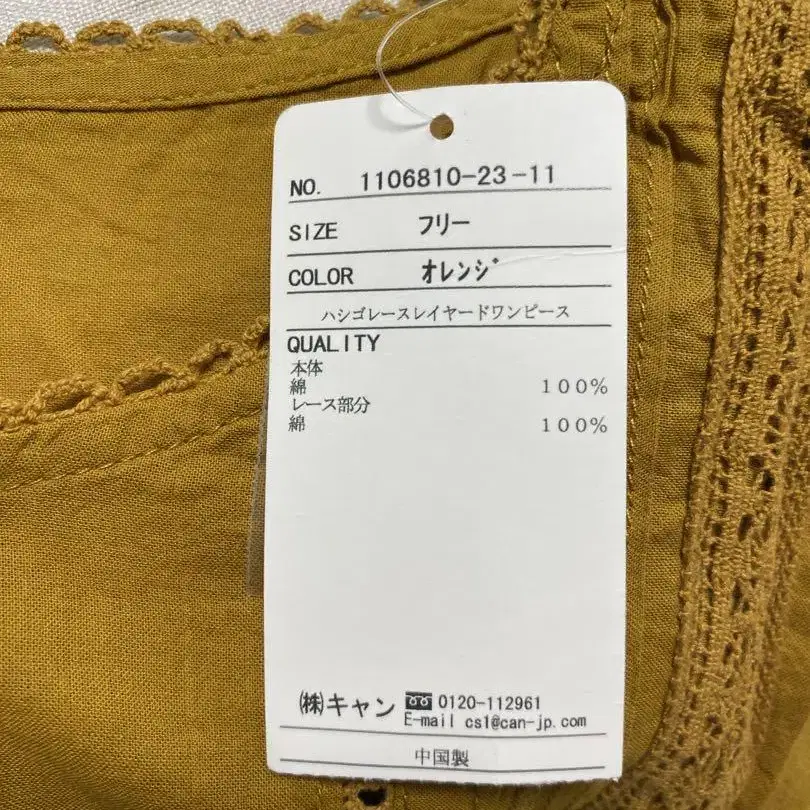 NO. 1106810-23-11
SIZE フリー
COLOR オレンジ
ハシゴレースレイヤードワンピース
QUALITY
本体
綿 100%
レース部分
綿 100%
㈱キャン 0120-112961
E-mail cs1@can-jp.com
中国製